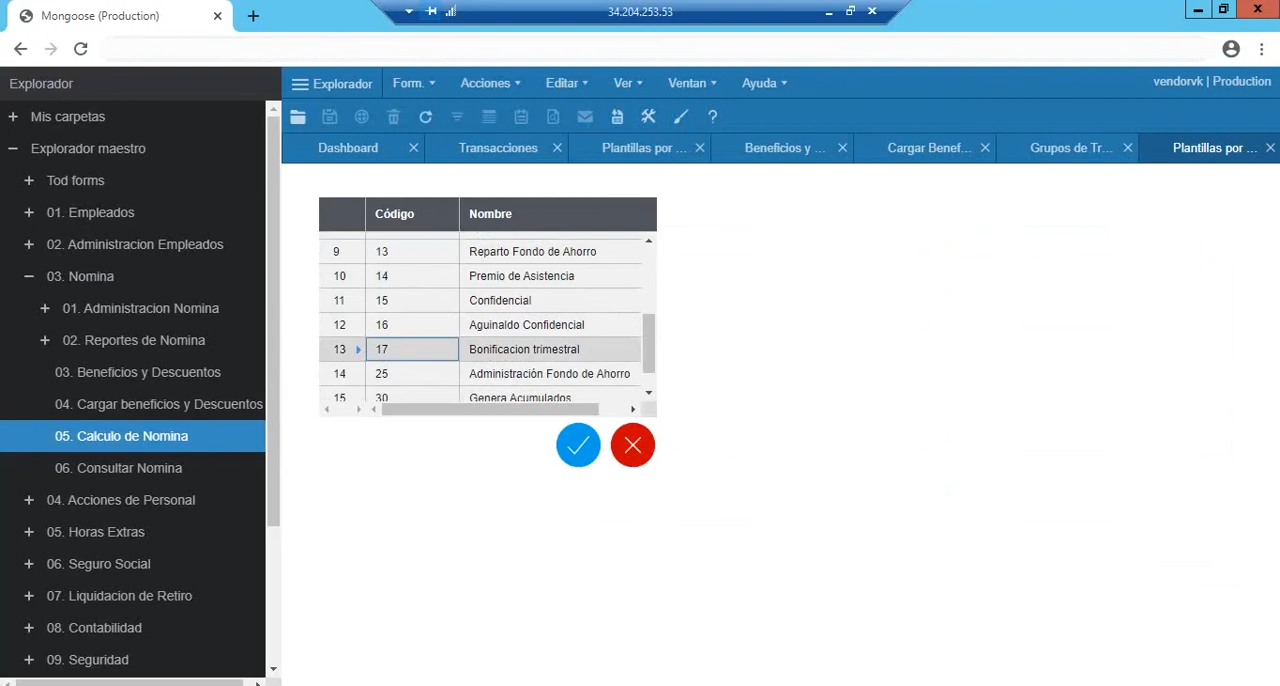 Mongoose (Production)
34.204.253.53
Explorador
Mis carpetas
Explorador maestro
Tod forms
01. Empleados
02. Administracion Empleados
03. Nomina
01. Administracion Nomina
02. Reportes de Nomina
03. Beneficios y Descuentos
04. Cargar beneficios y Descuentos
05. Calculo de Nomina
06. Consultar Nomina
04. Acciones de Personal
05. Horas Extras
06. Seguro Social
07. Liquidacion de Retiro
08. Contabilidad
09. Seguridad
Explorador Form. Acciones Editar Ver Ventan Ayuda vendorvk | Production
Dashboard Transacciones Plantillas por ... Beneficios y ... Cargar Benef... Grupos de Tr... Plantillas por ...
Código Nombre
9 13 Reparto Fondo de Ahorro
10 14 Premio de Asistencia
11 15 Confidencial
12 16 Aguinaldo Confidencial
13 17 Bonificacion trimestral
14 25 Administración Fondo de Ahorro
15 30 Genera Acumulados